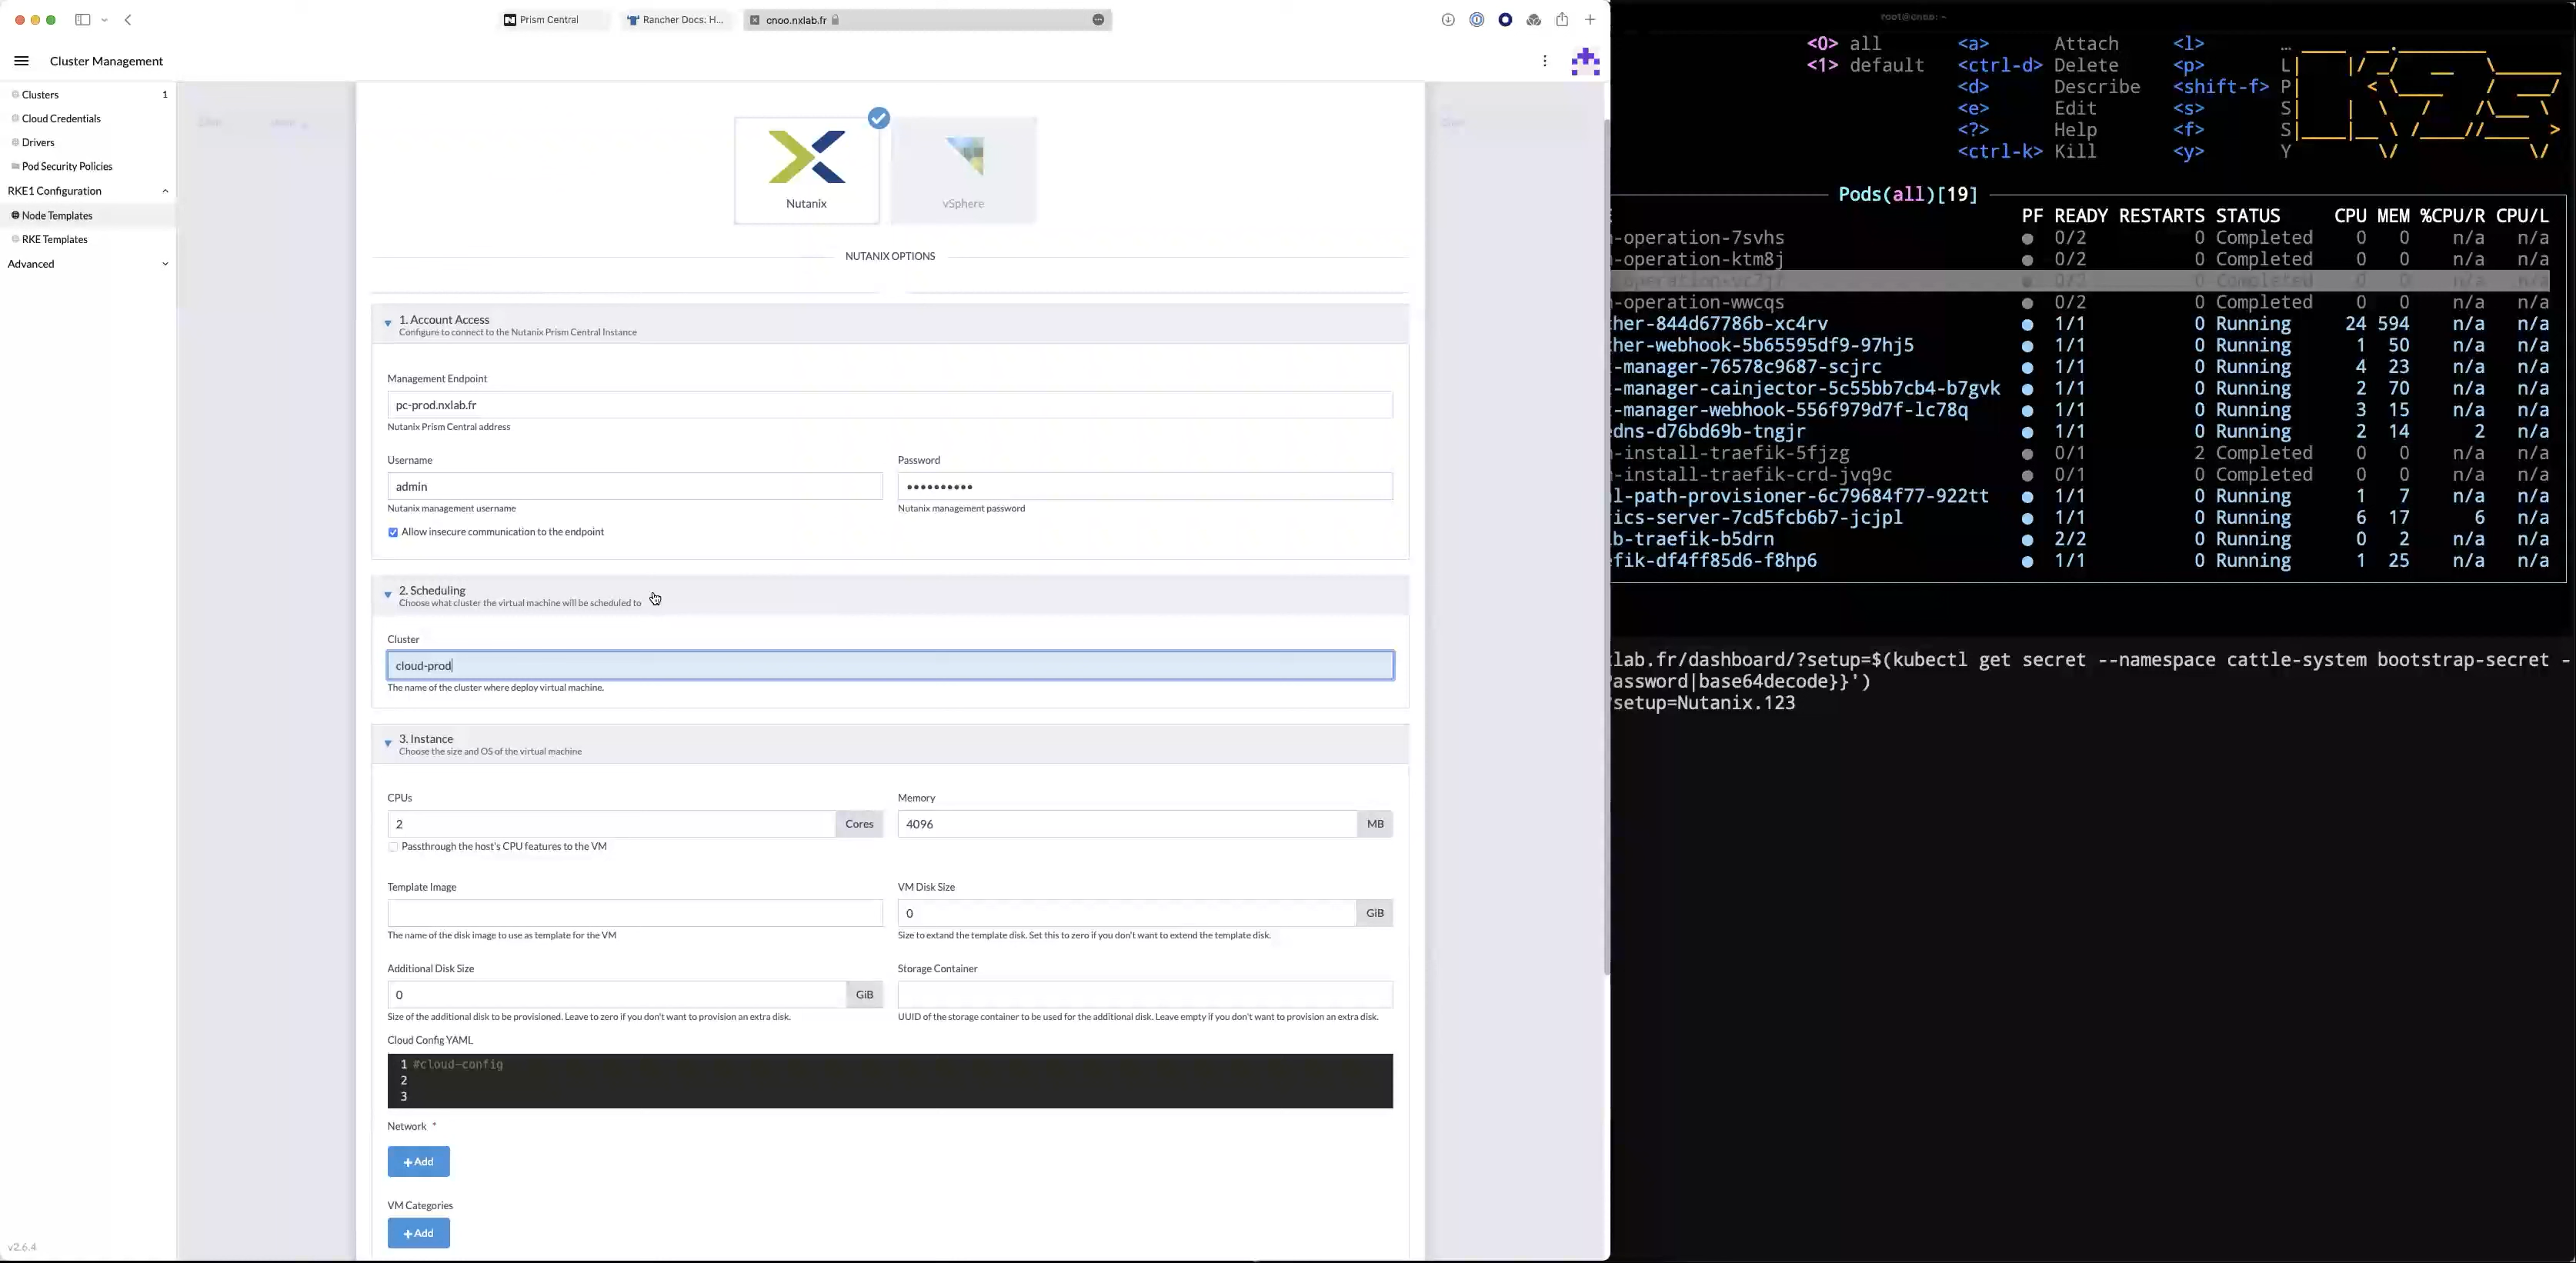 Prism Central
Rancher Docs: H...
cnoo.nxlab.fr
Cluster Management
Clusters 1
Cloud Credentials
Drivers
Pod Security Policies
RKE1 Configuration
Node Templates
RKE Templates
Advanced
v2.6.4
Nutanix
vSphere
NUTANIX OPTIONS
1. Account Access
Configure to connect to the Nutanix Prism Central Instance
Management Endpoint
pc-prod.nxlab.fr
Nutanix Prism Central address
Username Password
admin ••••••••••
Nutanix management username Nutanix management password
Allow insecure communication to the endpoint
2. Scheduling
Choose what cluster the virtual machine will be scheduled to
Cluster
cloud-prod
The name of the cluster where deploy virtual machine.
3. Instance
Choose the size and OS of the virtual machine
CPUs Memory
2 Cores 4096 MB
Passthrough the host's CPU features to the VM
Template Image VM Disk Size
0 GiB
The name of the disk image to use as template for the VM Size to extand the template disk. Set this to zero if you don't want to extend the template disk.
Additional Disk Size Storage Container
0 GiB
Size of the additional disk to be provisioned. Leave to zero if you don't want to provision an extra disk. UUID of the storage container to be used for the additional disk. Leave empty if you don't want to provision an extra disk.
Cloud Config YAML
1 #cloud-config
2
3
Network *
+Add
VM Categories
+Add
root@cnoo: ~
<0> all <a> Attach <l> …
<1> default <ctrl-d> Delete <p> L
<d> Describe <shift-f> P
<e> Edit <s> S
<?> Help <f> S
<ctrl-k> Kill <y> Y
Pods(all)[19]
PF READY RESTARTS STATUS CPU MEM %CPU/R CPU/L
-operation-7svhs ● 0/2 0 Completed 0 0 n/a n/a
-operation-ktm8j ● 0/2 0 Completed 0 0 n/a n/a
-operation- ● 0/2 0 Completed 0 0 n/a n/a
-operation-wwcqs ● 0/2 0 Completed 0 0 n/a n/a
her-844d67786b-xc4rv ● 1/1 0 Running 24 594 n/a n/a
her-webhook-5b65595df9-97hj5 ● 1/1 0 Running 1 50 n/a n/a
-manager-76578c9687-scjrc ● 1/1 0 Running 4 23 n/a n/a
-manager-cainjector-5c55bb7cb4-b7gvk ● 1/1 0 Running 2 70 n/a n/a
-manager-webhook-556f979d7f-lc78q ● 1/1 0 Running 3 15 n/a n/a
dns-d76bd69b-tngjr ● 1/1 0 Running 2 14 2 n/a
-install-traefik-5fjzg ● 0/1 2 Completed 0 0 n/a n/a
-install-traefik-crd-jvq9c ● 0/1 0 Completed 0 0 n/a n/a
l-path-provisioner-6c79684f77-922tt ● 1/1 0 Running 1 7 n/a n/a
ics-server-7cd5fcb6b7-jcjpl ● 1/1 0 Running 6 17 6 n/a
b-traefik-b5drn ● 2/2 0 Running 0 2 n/a n/a
fik-df4ff85d6-f8hp6 ● 1/1 0 Running 1 25 n/a n/a
lab.fr/dashboard/?setup=$(kubectl get secret --namespace cattle-system bootstrap-secret -
assword|base64decode}}')
setup=Nutanix.123